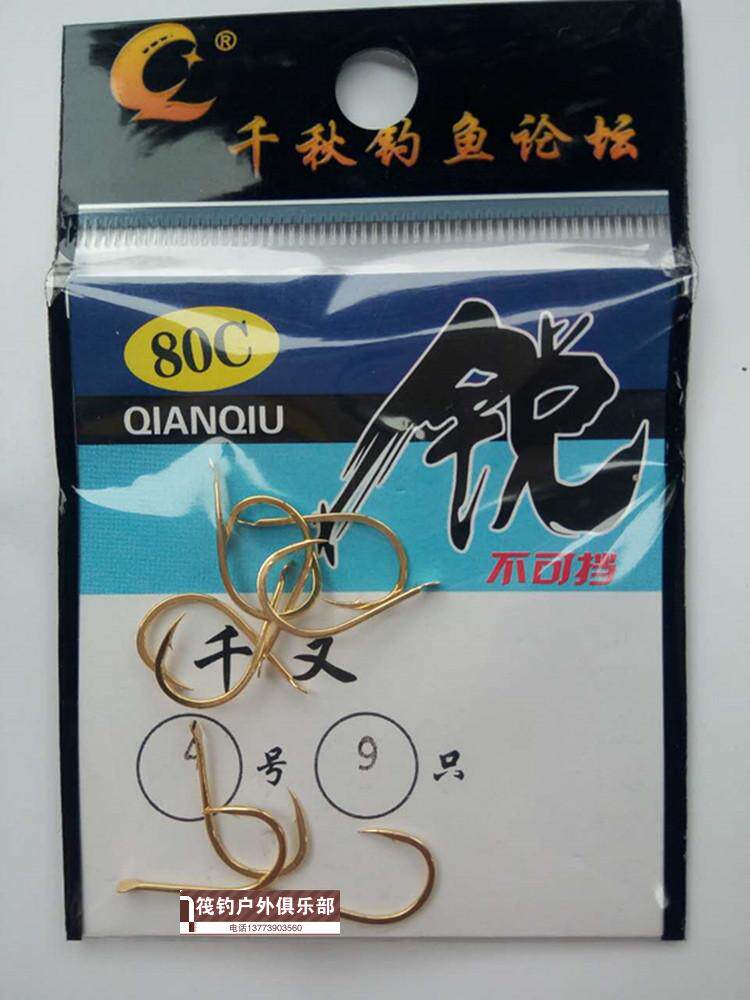 ®
千秋钓鱼论坛
80C
QIANQIU
锐
不可挡
千又
4号 9只
筏钓户外俱乐部
电话13773903560